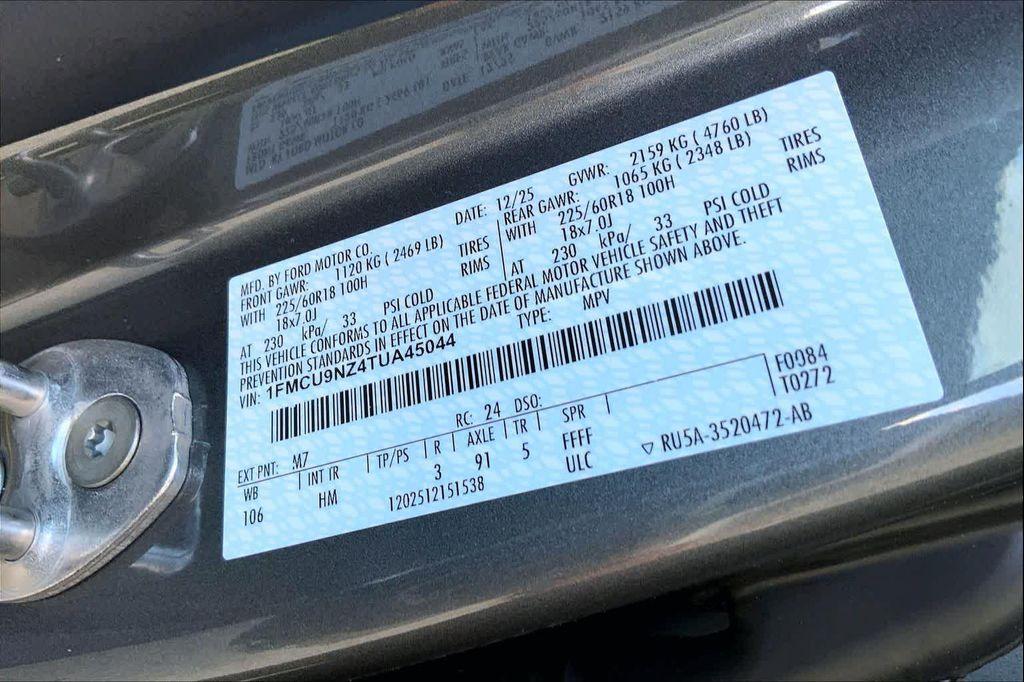 MFD. BY FORD MOTOR CO. DATE: 12/25 GVWR: 2159 KG ( 4760 LB)
FRONT GAWR: 1120 KG ( 2469 LB) REAR GAWR: 1065 KG ( 2348 LB)
WITH 225/60R18 100H TIRES WITH 225/60R18 100H TIRES
18x7.0J RIMS 18x7.0J RIMS
AT 230 kPa/ 33 PSI COLD AT 230 kPa/ 33 PSI COLD
THIS VEHICLE CONFORMS TO ALL APPLICABLE FEDERAL MOTOR VEHICLE SAFETY AND THEFT
PREVENTION STANDARDS IN EFFECT ON THE DATE OF MANUFACTURE SHOWN ABOVE.
VIN: 1FMCU9NZ4TUA45044 TYPE: MPV
F0984
T0272
EXT PNT: M7 RC: 24 DSO:
WB INT TR TP/PS R AXLE TR SPR
106 HM 3 91 5 FFFF
ULC
1202512151538 ▽ RU5A-3520472-AB